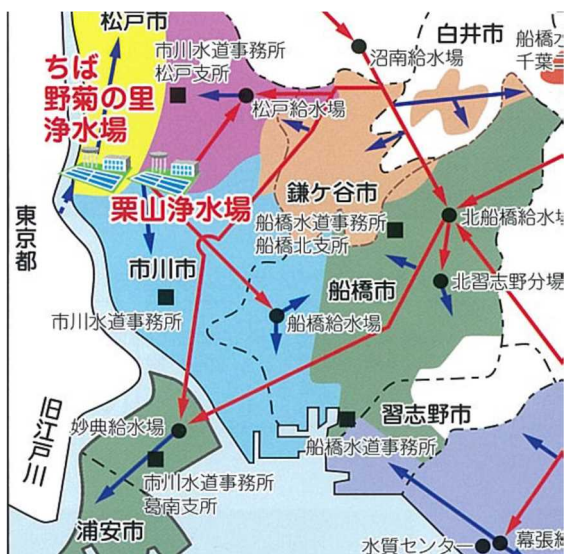 松戸市
白井市
船橋
千葉
沼南給水場
市川水道事務所
松戸支所
ちば
野菊の里
浄水場
松戸給水場
栗山浄水場
鎌ケ谷市
船橋水道事務所
船橋北支所
北船橋給水場
東京都
市川市
市川水道事務所
船橋市
北習志野分場
船橋給水場
旧江戸川
妙典給水場
習志野市
船橋水道事務所
市川水道事務所
葛南支所
浦安市
水質センター
幕張